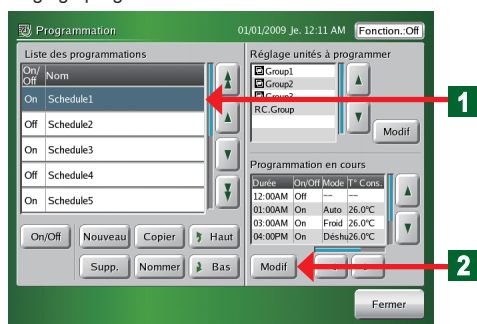 Programmation 01/01/2009 Je. 12:11 AM Fonction.:Off
Liste des programmations
On/Off Nom
On Schedule1
Off Schedule2
On Schedule3
Off Schedule4
On Schedule5
On/Off Nouveau Copier Haut
Supp. Nommer Bas
Réglage unités à programmer
Group1
Group2
RC.Group
Modif
1
Programmation en cours
Durée On/Off Mode T° Cons.
12:00AM Off -- --
01:00AM On Auto 26.0°C
03:00AM On Froid 26.0°C
04:00PM On Déshu 26.0°C
Modif
2
Fermer